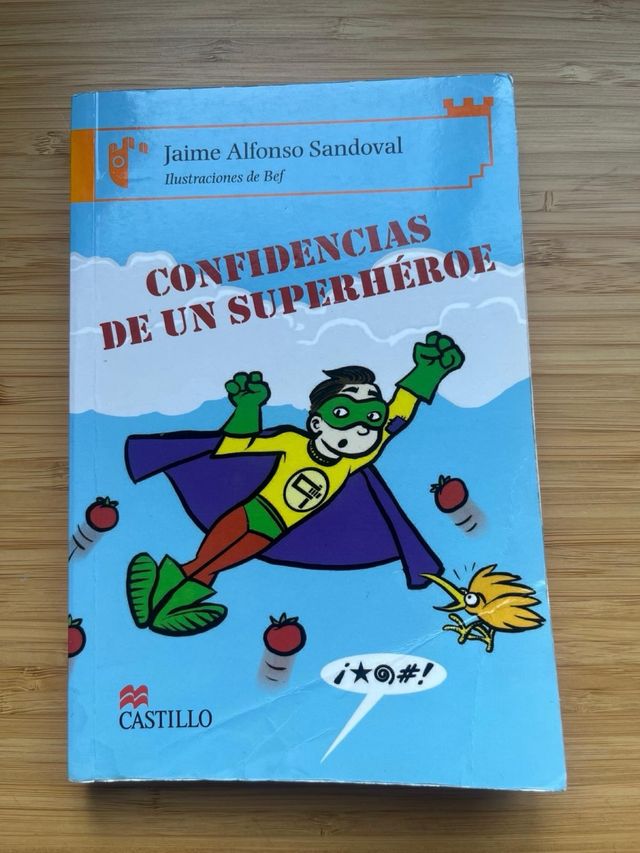 Jaime Alfonso Sandoval
Ilustraciones de Bef
CONFIDENCIAS
DE UN SUPERHÉROE
¡★@#!
CASTILLO